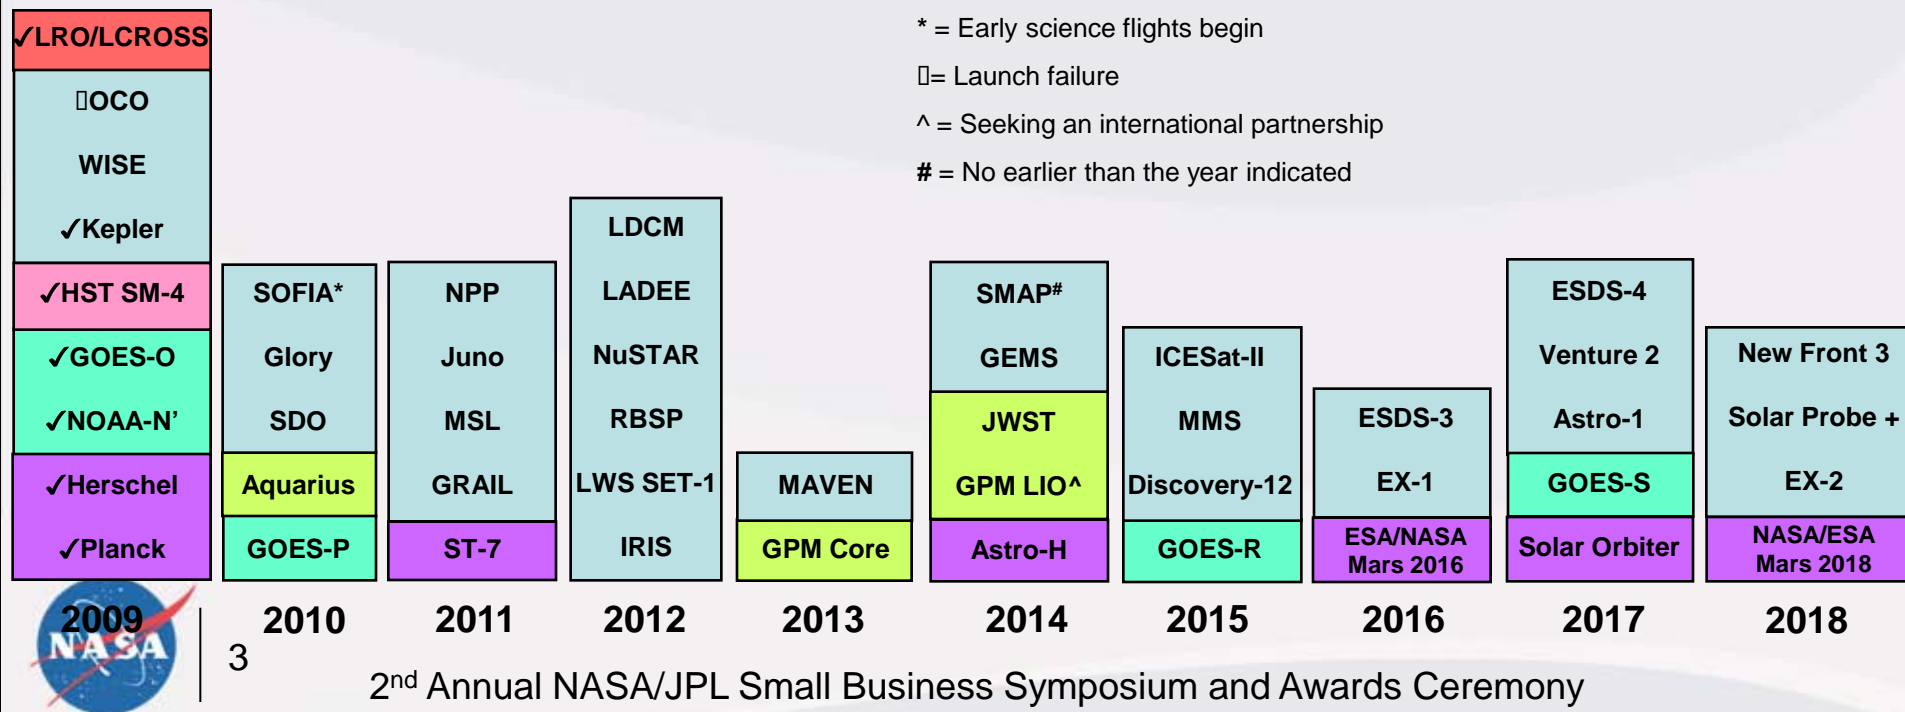 * = Early science flights begin
▯= Launch failure
^ = Seeking an international partnership
# = No earlier than the year indicated
✓LRO/LCROSS
▯OCO
WISE
✓Kepler
✓HST SM-4
✓GOES-O
✓NOAA-N’
✓Herschel
✓Planck
2009
SOFIA*
Glory
SDO
Aquarius
GOES-P
2010
NPP
Juno
MSL
GRAIL
ST-7
2011
LDCM
LADEE
NuSTAR
RBSP
LWS SET-1
IRIS
2012
MAVEN
GPM Core
2013
SMAP#
GEMS
JWST
GPM LIO^
Astro-H
2014
ICESat-II
MMS
Discovery-12
GOES-R
2015
ESDS-3
EX-1
ESA/NASA
Mars 2016
2016
ESDS-4
Venture 2
Astro-1
GOES-S
Solar Orbiter
2017
New Front 3
Solar Probe +
EX-2
NASA/ESA
Mars 2018
2018
NASA
3
2nd Annual NASA/JPL Small Business Symposium and Awards Ceremony